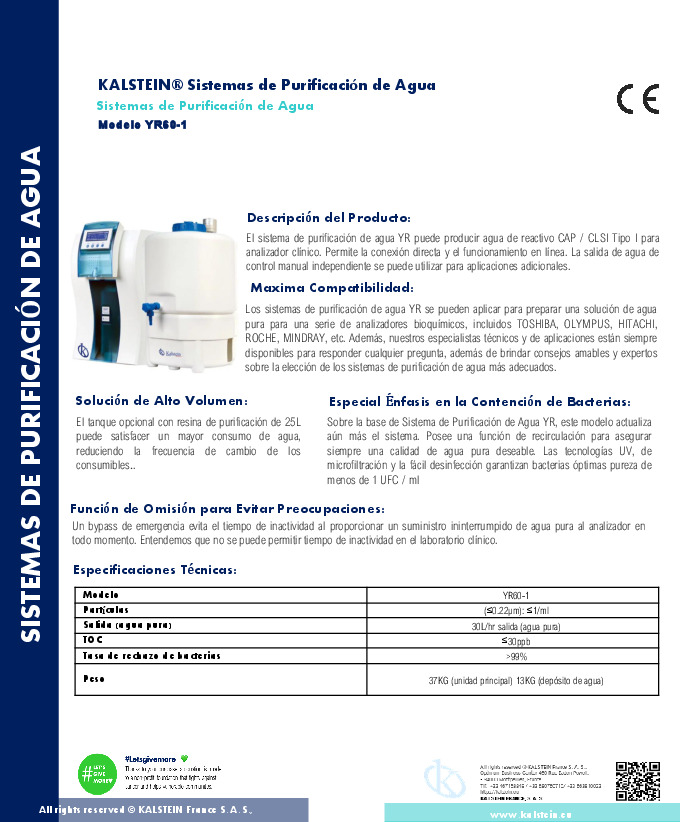 SISTEMAS DE PURIFICACIÓN DE AGUA
KALSTEIN® Sistemas de Purificación de Agua
Sistemas de Purificación de Agua
Modelo YR60-1
CE
Descripción del Producto:
El sistema de purificación de agua YR puede producir agua de reactivo CAP / CLSI Tipo I para
analizador clínico. Permite la conexión directa y el funcionamiento en línea. La salida de agua de
control manual independiente se puede utilizar para aplicaciones adicionales.
Maxima Compatibilidad:
Los sistemas de purificación de agua YR se pueden aplicar para preparar una solución de agua
pura para una serie de analizadores bioquímicos, incluidos TOSHIBA, OLYMPUS, HITACHI,
ROCHE, MINDRAY, etc. Además, nuestros especialistas técnicos y de aplicaciones están siempre
disponibles para responder cualquier pregunta, además de brindar consejos amables y expertos
sobre la elección de los sistemas de purificación de agua más adecuados.
Solución de Alto Volumen:
El tanque opcional con resina de purificación de 25L
puede satisfacer un mayor consumo de agua,
reduciendo la frecuencia de cambio de los
consumibles..
Especial Énfasis en la Contención de Bacterias:
Sobre la base de Sistema de Purificación de Agua YR, este modelo actualiza
aún más el sistema. Posee una función de recirculación para asegurar
siempre una calidad de agua pura deseable. Las tecnologías UV, de
microfiltración y la fácil desinfección garantizan bacterias óptimas pureza de
menos de 1 UFC / ml
Función de Omisión para Evitar Preocupaciones:
Un bypass de emergencia evita el tiempo de inactividad al proporcionar un suministro ininterrumpido de agua pura al analizador en
todo momento. Entendemos que no se puede permitir tiempo de inactividad en el laboratorio clínico.
Especificaciones Técnicas:
Modelo YR60-1
Partículas (≤0.22μm): ≤1/ml
Salida (agua pura) 30L/hr salida (agua pura)
TOC ≤30ppb
Tasa de rechazo de bacterias >99%
Peso 37KG (unidad principal) 13KG (depósito de agua)
#Letsgivemore
# LET'S
GIVE
MORE
All rights reserved © KALSTEIN France S. A. S.,
KALSTEIN FRANCE, S. A. S
All rights reserved © KALSTEIN France S. A. S.,
www.kalstein.eu